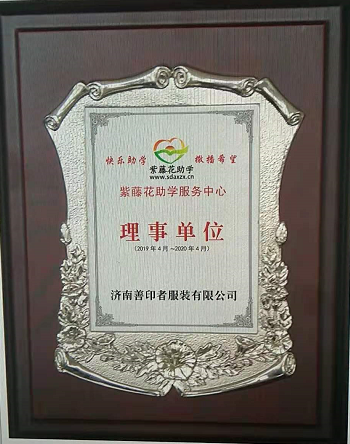 快乐助学 撒播希望
紫藤花助学
www.sdaxzx.cn
紫藤花助学服务中心
理事单位
(2019年4月~2020年4月)
济南善印者服装有限公司